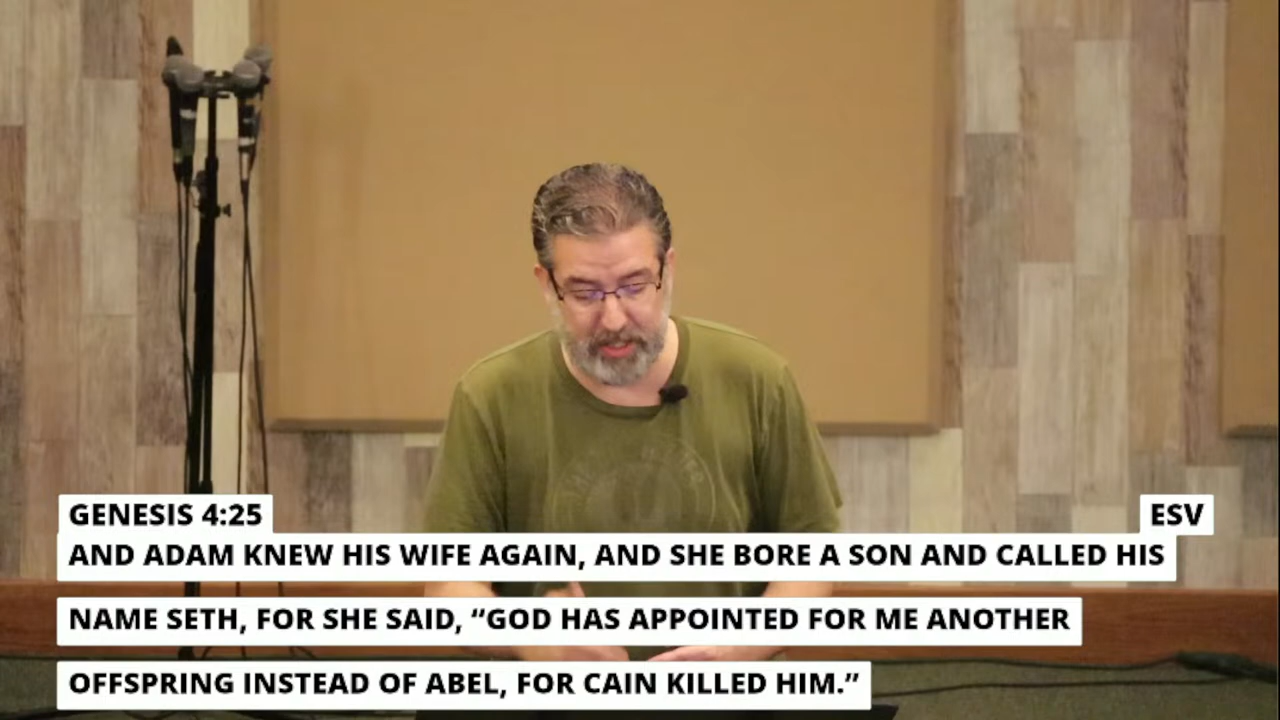 GENESIS 4:25
ESV
AND ADAM KNEW HIS WIFE AGAIN, AND SHE BORE A SON AND CALLED HIS
NAME SETH, FOR SHE SAID, “GOD HAS APPOINTED FOR ME ANOTHER
OFFSPRING INSTEAD OF ABEL, FOR CAIN KILLED HIM.”